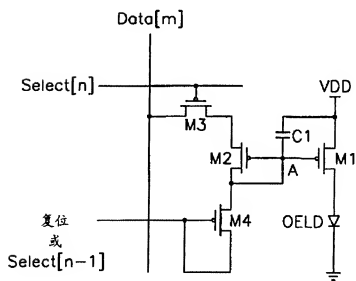 Data[m]
Select[n]
VDD
M3
C1
M2
A
M1
M4
OELD
复位
或
Select[n-1]